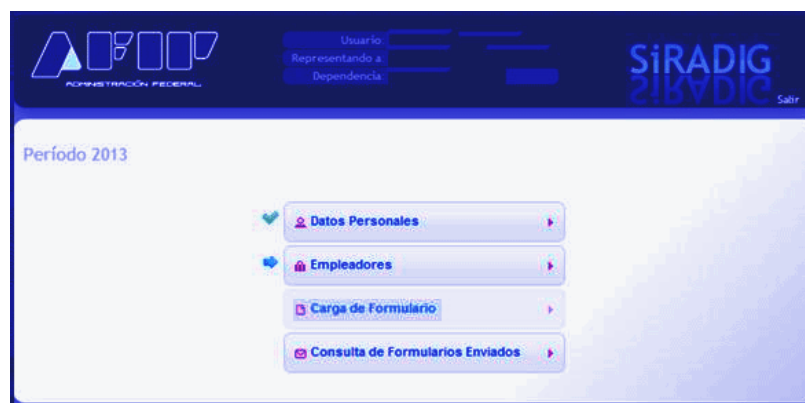 AFIP
ADMINISTRACIÓN FEDERAL
Usuario
Representando a
Dependencia
SiRADIG
Salir
Período 2013
Datos Personales
Empleadores
Carga de Formulario
Consulta de Formularios Enviados